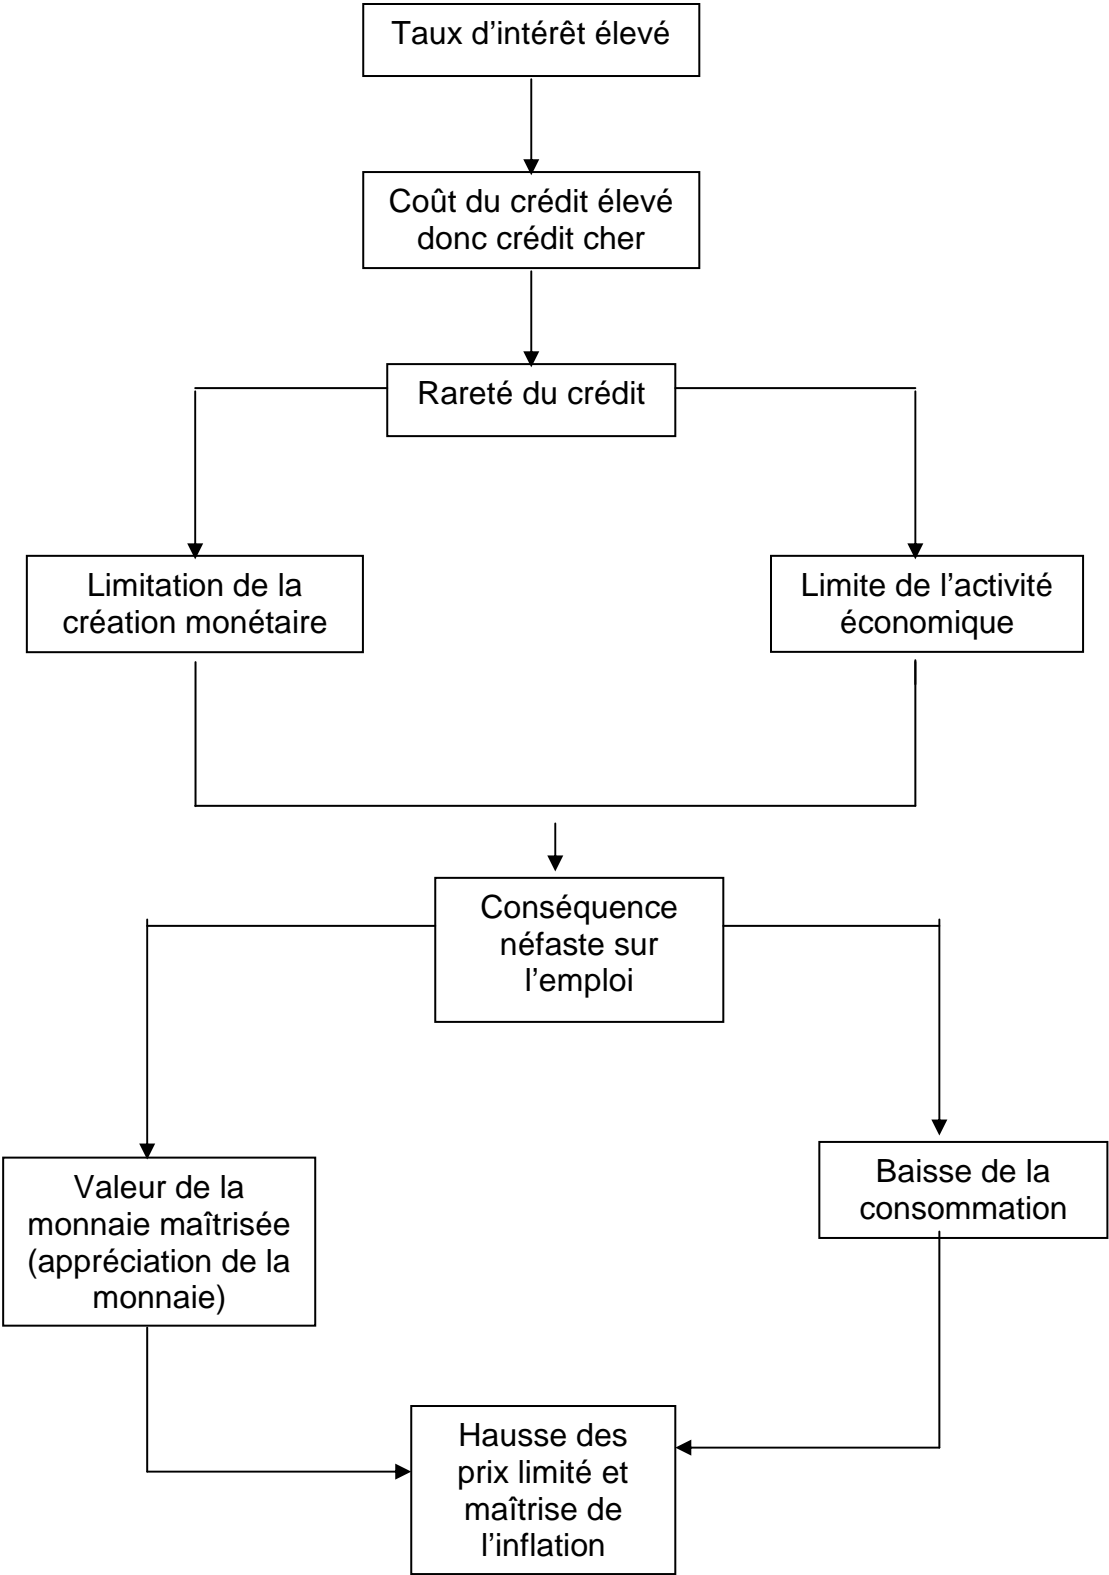 Taux d’intérêt élevé
Coût du crédit élevé
donc crédit cher
Rareté du crédit
Limitation de la
création monétaire
Limite de l’activité
économique
Conséquence
néfaste sur
l’emploi
Valeur de la
monnaie maîtrisée
(appréciation de la
monnaie)
Baisse de la
consommation
Hausse des
prix limité et
maîtrise de
l’inflation